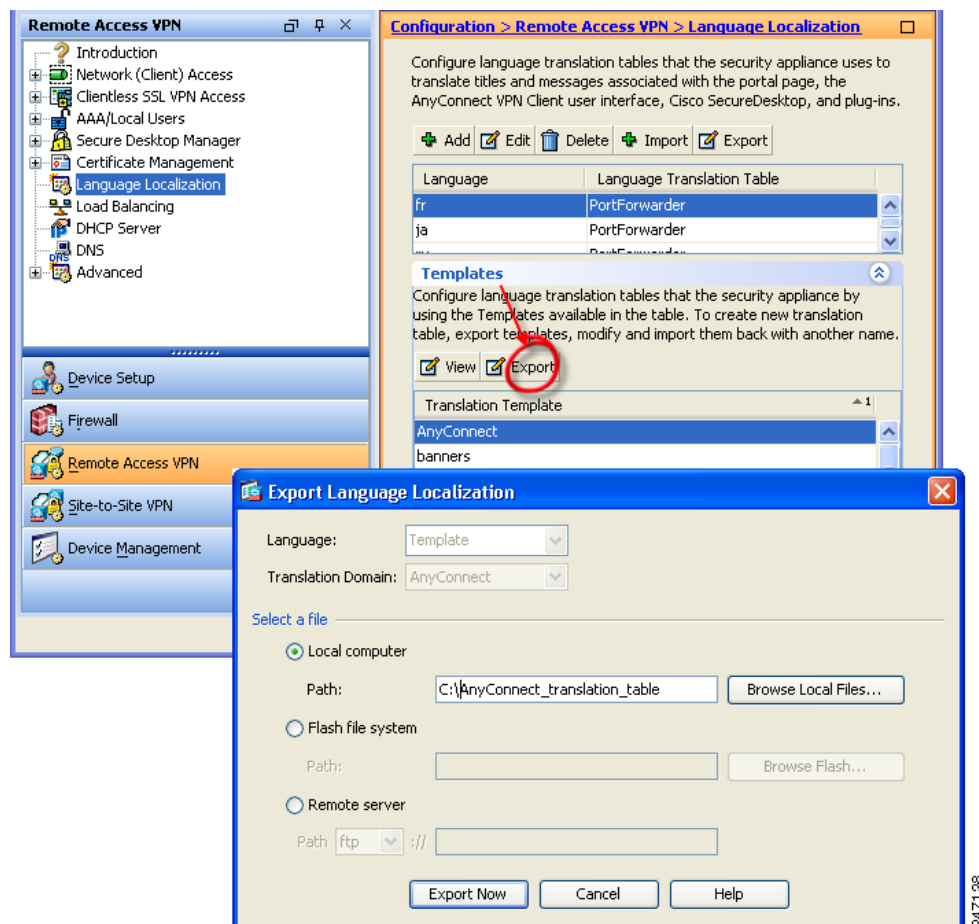 Remote Access VPN
Introduction
Network (Client) Access
Clientless SSL VPN Access
AAA/Local Users
Secure Desktop Manager
Certificate Management
Language Localization
Load Balancing
DHCP Server
DNS
DNS
Advanced
Device Setup
Firewall
Remote Access VPN
Site-to-Site VPN
Device Management
Configuration > Remote Access VPN > Language Localization
Configure language translation tables that the security appliance uses to
translate titles and messages associated with the portal page, the
AnyConnect VPN Client user interface, Cisco SecureDesktop, and plug-ins.
Add Edit Delete Import Export
Language Language Translation Table
fr PortForwarder
ja PortForwarder
Templates
Configure language translation tables that the security appliance by
using the Templates available in the table. To create new translation
table, export templates, modify and import them back with another name.
View Export
Translation Template 1
AnyConnect
banners
Export Language Localization
Language: Template
Translation Domain: AnyConnect
Select a file
Local computer
Path: C:\AnyConnect_translation_table Browse Local Files...
Flash file system
Path: Browse Flash...
Remote server
Path ftp ://
Export Now Cancel Help